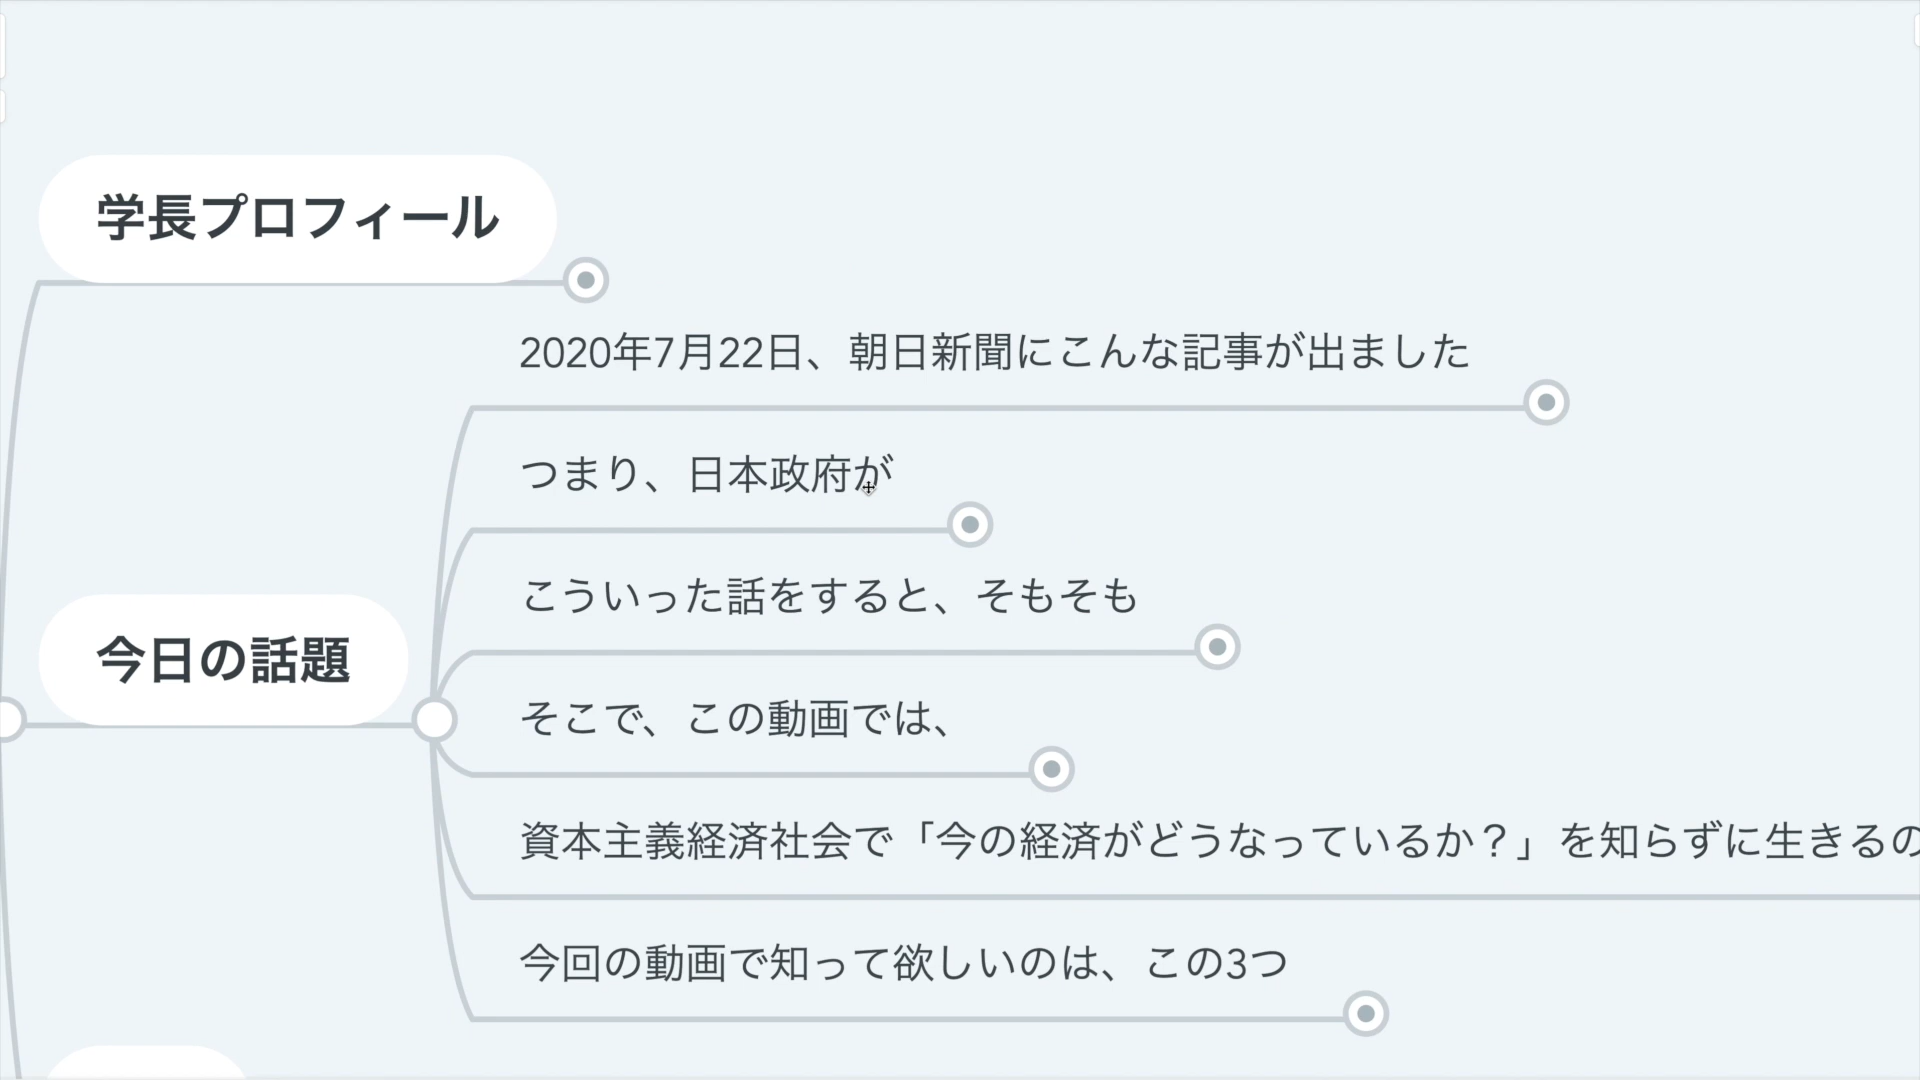 学長プロフィール
2020年7月22日、朝日新聞にこんな記事が出ました
つまり、日本政府が
こういった話をすると、そもそも
今日の話題
そこで、この動画では、
資本主義経済社会で「今の経済がどうなっているか？」を知らずに生きるの
今回の動画で知って欲しいのは、この3つ